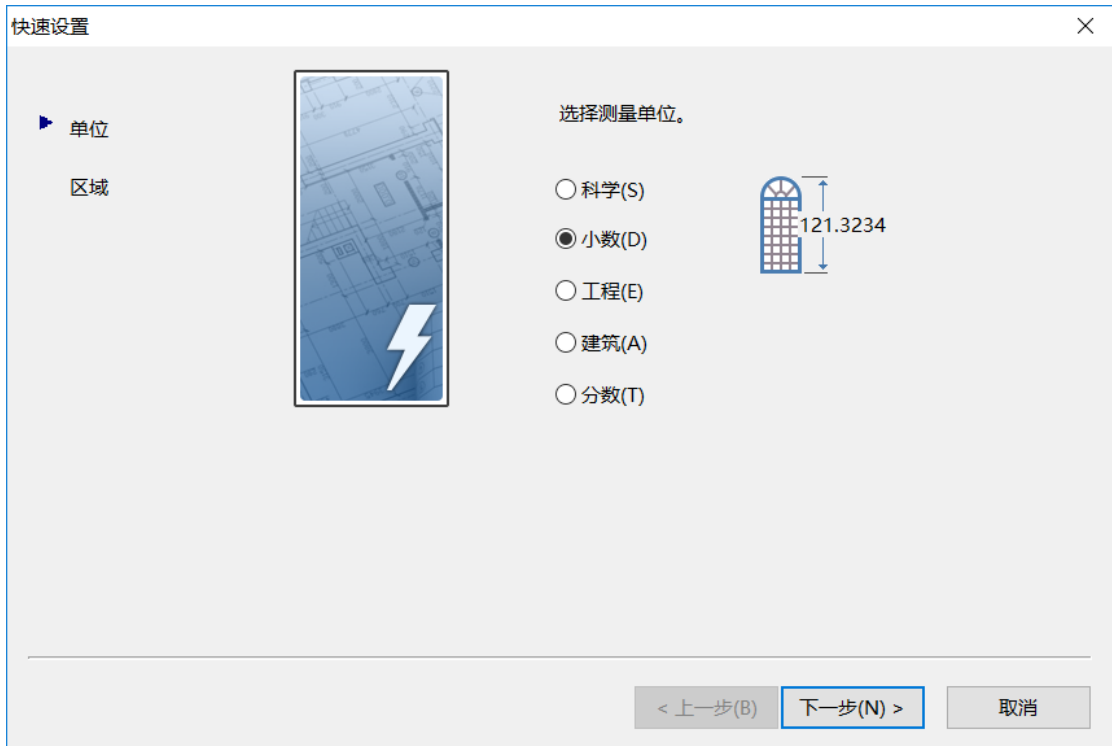 快速设置
单位
区域
选择测量单位。
科学(S)
小数(D)
工程(E)
建筑(A)
分数(T)
121.3234
< 上一步(B)
下一步(N) >
取消